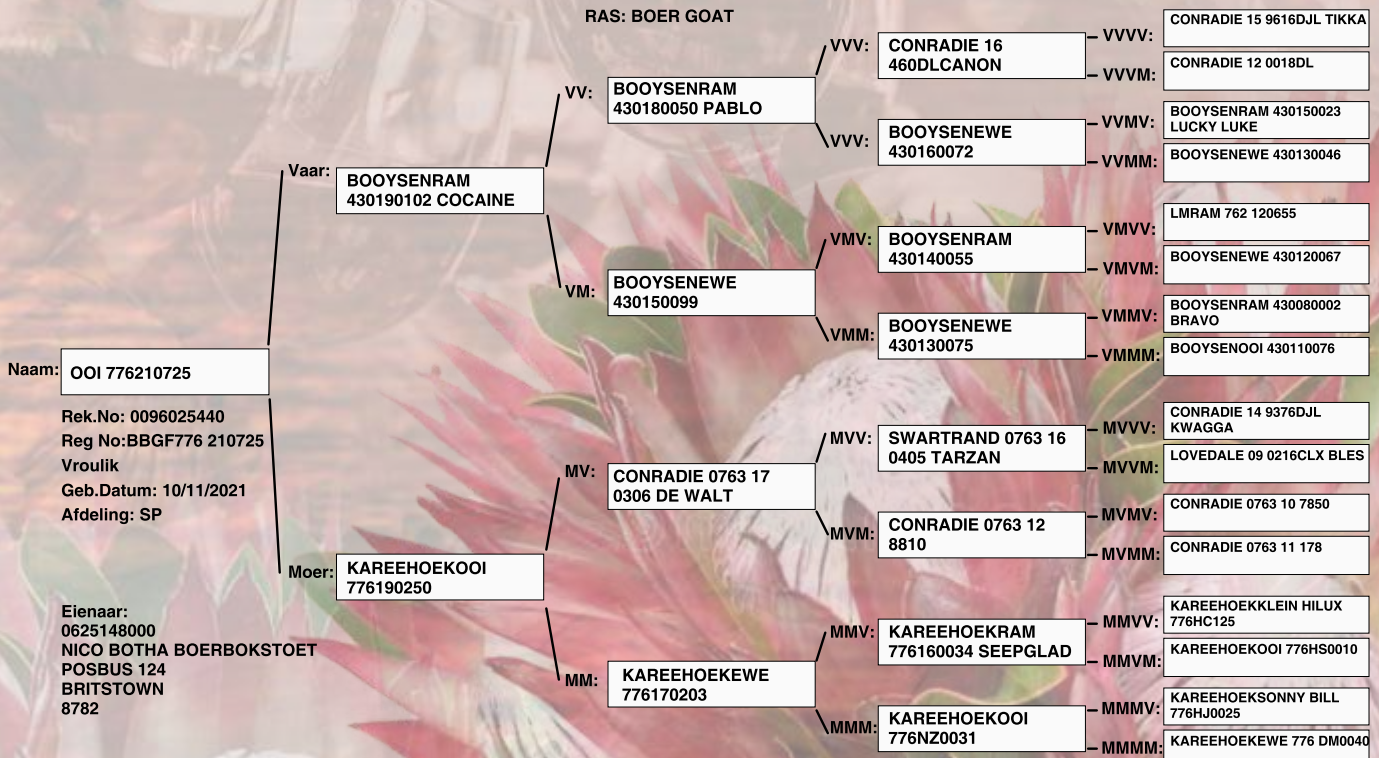 RAS: BOER GOAT
Naam:
OOI 776210725
Rek.No: 0096025440
Reg No:BBGF776 210725
Vroulik
Geb.Datum: 10/11/2021
Afdeling: SP
Eienaar:
0625148000
NICO BOTHA BOERBOKSTOET
POSBUS 124
BRITSTOWN
8782
Vaar:
BOOYSENRAM
430190102 COCAINE
Moer:
KAREEHOEKOOI
776190250
VV:
BOOYSENRAM
430180050 PABLO
VM:
BOOYSENEWE
430150099
MV:
CONRADIE 0763 17
0306 DE WALT
MM:
KAREEHOEKEWE
776170203
VVV:
CONRADIE 16
460DLCANON
VVV:
BOOYSENEWE
430160072
VMV:
BOOYSENRAM
430140055
VMM:
BOOYSENEWE
430130075
MVV:
SWARTRAND 0763 16
0405 TARZAN
MVM:
CONRADIE 0763 12
8810
MMV:
KAREEHOEKRAM
776160034 SEEPGLAD
MMM:
KAREEHOEKOOI
776NZ0031
VVVV:
CONRADIE 15 9616DJL TIKKA
VVVM:
CONRADIE 12 0018DL
VVMV:
BOOYSENRAM 430150023
LUCKY LUKE
VVMM:
BOOYSENEWE 430130046
VMVV:
LMRAM 762 120655
VMVM:
BOOYSENEWE 430120067
VMMV:
BOOYSENRAM 430080002
BRAVO
VMMM:
BOOYSENOOI 430110076
MVVV:
CONRADIE 14 9376DJL
KWAGGA
MVVM:
LOVEDALE 09 0216CLX BLES
MVMV:
CONRADIE 0763 10 7850
MVMM:
CONRADIE 0763 11 178
MMVV:
KAREEHOEKKLEIN HILUX
776HC125
MMVM:
KAREEHOEKOOI 776HS0010
MMMV:
KAREEHOEKSONNY BILL
776HJ0025
MMMM:
KAREEHOEKEWE 776 DM0040